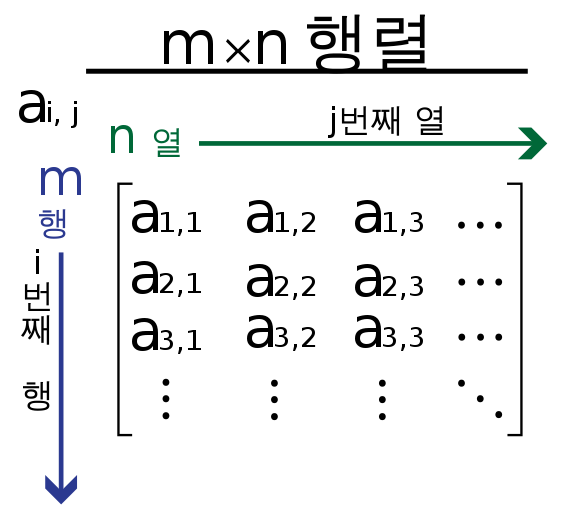 m×n 행렬
a i, j
n 열
j번째 열
m
행
i
번
째
행
a1,1 a1,2 a1,3 ⋯
a2,1 a2,2 a2,3 ⋯
a3,1 a3,2 a3,3 ⋯
⋮ ⋮ ⋮ ⋱